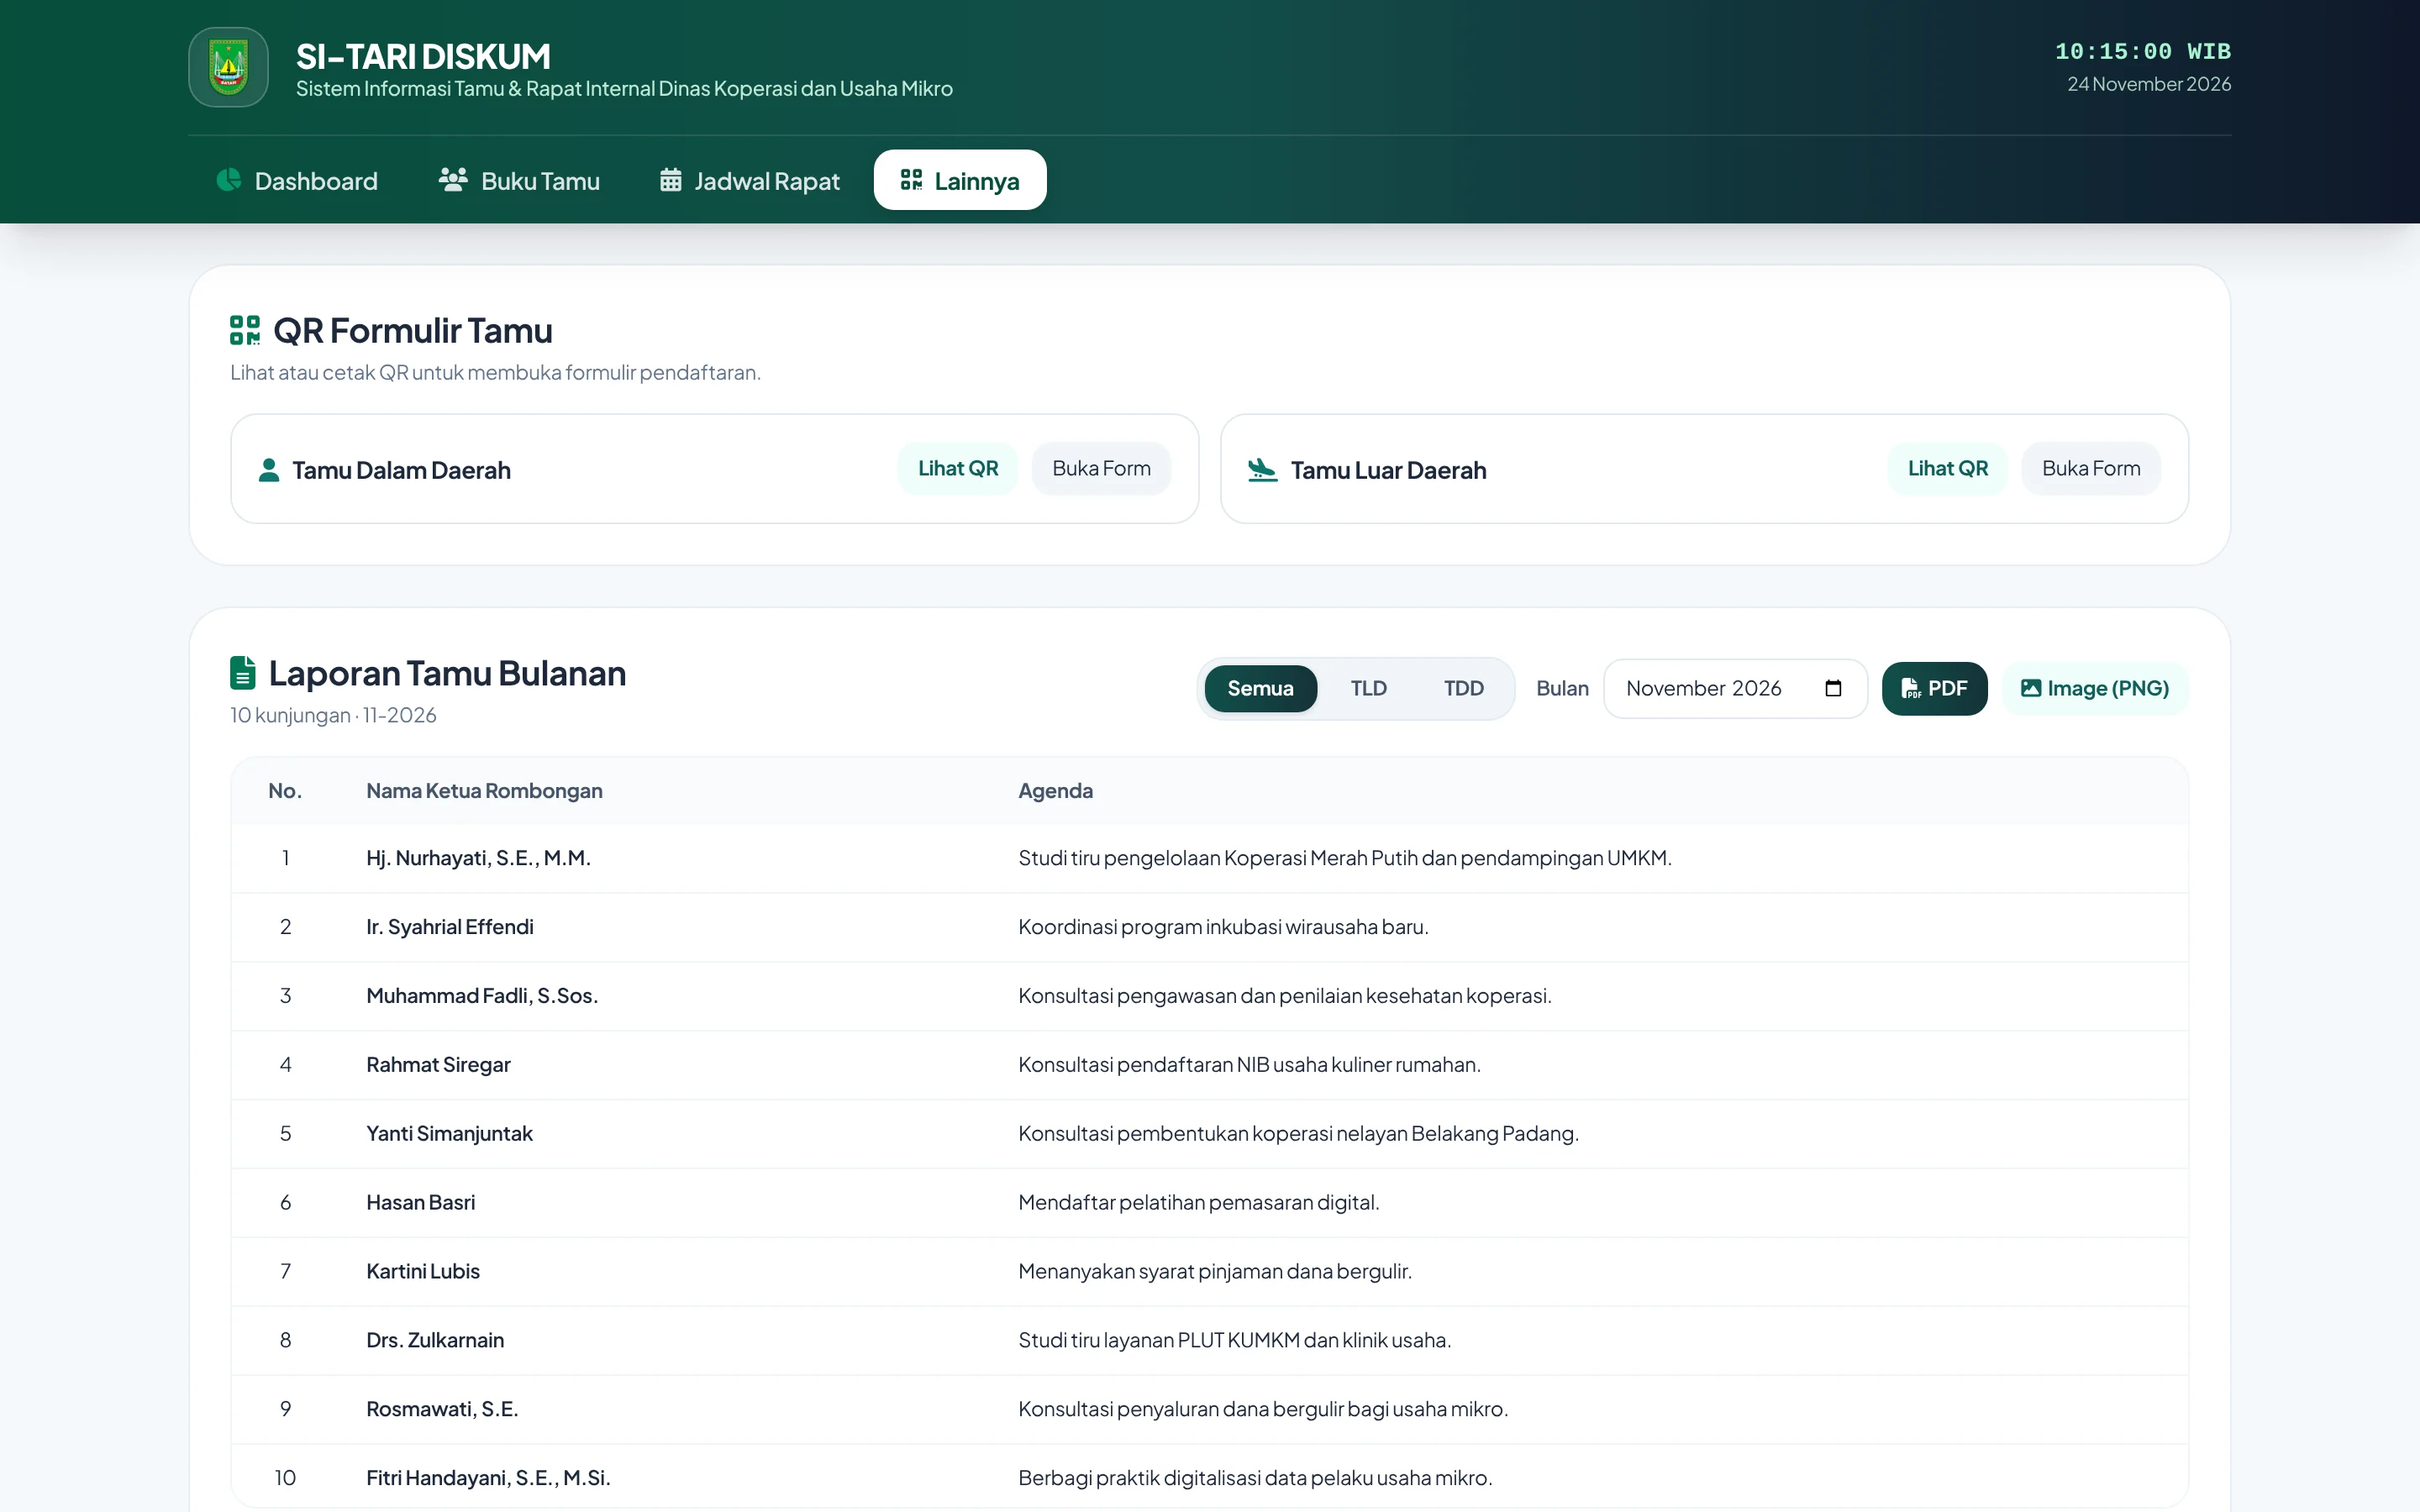 SI-TARI DISKUM
Sistem Informasi Tamu & Rapat Internal Dinas Koperasi dan Usaha Mikro
10:15:00 WIB
24 November 2026
Dashboard
Buku Tamu
Jadwal Rapat
Lainnya
QR Formulir Tamu
Lihat atau cetak QR untuk membuka formulir pendaftaran.
Tamu Dalam Daerah
Lihat QR
Buka Form
Tamu Luar Daerah
Lihat QR
Buka Form
Laporan Tamu Bulanan
10 kunjungan · 11-2026
Semua
TLD
TDD
Bulan
November 2026
PDF
Image (PNG)
No. Nama Ketua Rombongan Agenda
1 Hj. Nurhayati, S.E., M.M. Studi tiru pengelolaan Koperasi Merah Putih dan pendampingan UMKM.
2 Ir. Syahrial Effendi Koordinasi program inkubasi wirausaha baru.
3 Muhammad Fadli, S.Sos. Konsultasi pengawasan dan penilaian kesehatan koperasi.
4 Rahmat Siregar Konsultasi pendaftaran NIB usaha kuliner rumahan.
5 Yanti Simanjuntak Konsultasi pembentukan koperasi nelayan Belakang Padang.
6 Hasan Basri Mendaftar pelatihan pemasaran digital.
7 Kartini Lubis Menanyakan syarat pinjaman dana bergulir.
8 Drs. Zulkarnain Studi tiru layanan PLUT KUMKM dan klinik usaha.
9 Rosmawati, S.E. Konsultasi penyaluran dana bergulir bagi usaha mikro.
10 Fitri Handayani, S.E., M.Si. Berbagi praktik digitalisasi data pelaku usaha mikro.